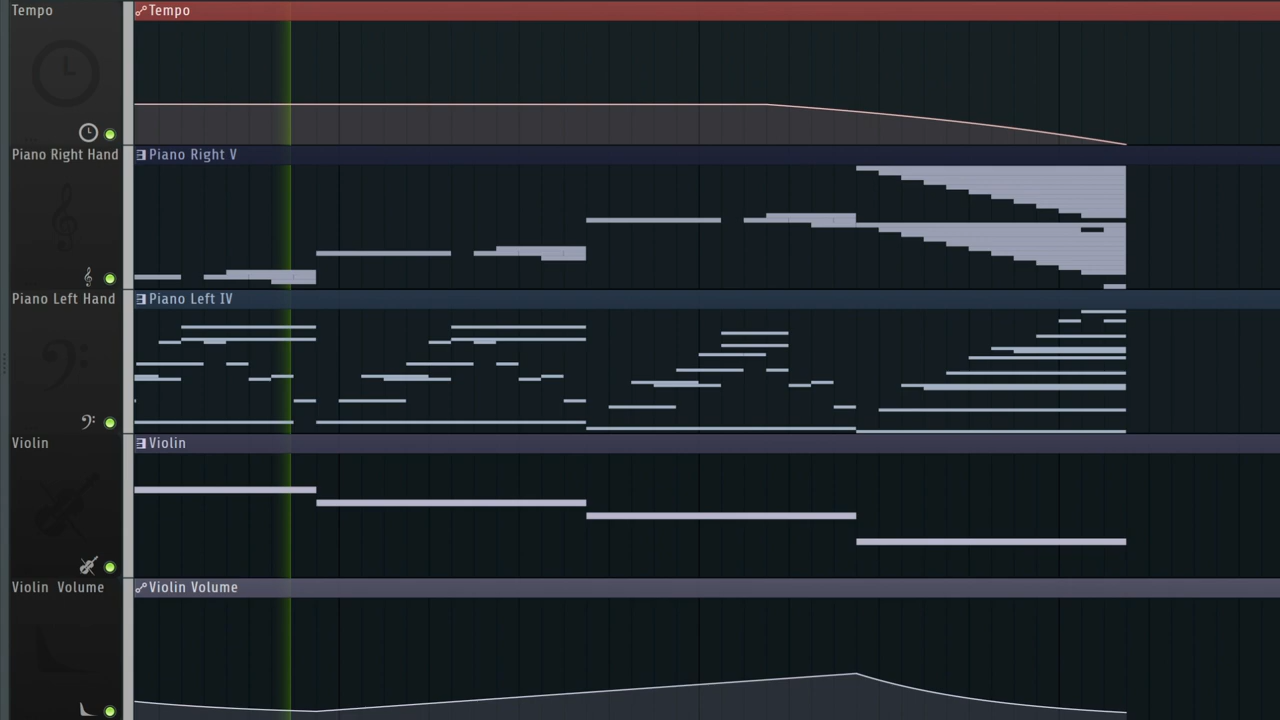 Tempo
Tempo
Piano Right Hand
Piano Right V
Piano Left Hand
Piano Left IV
Violin
Violin
Violin Volume
Violin Volume